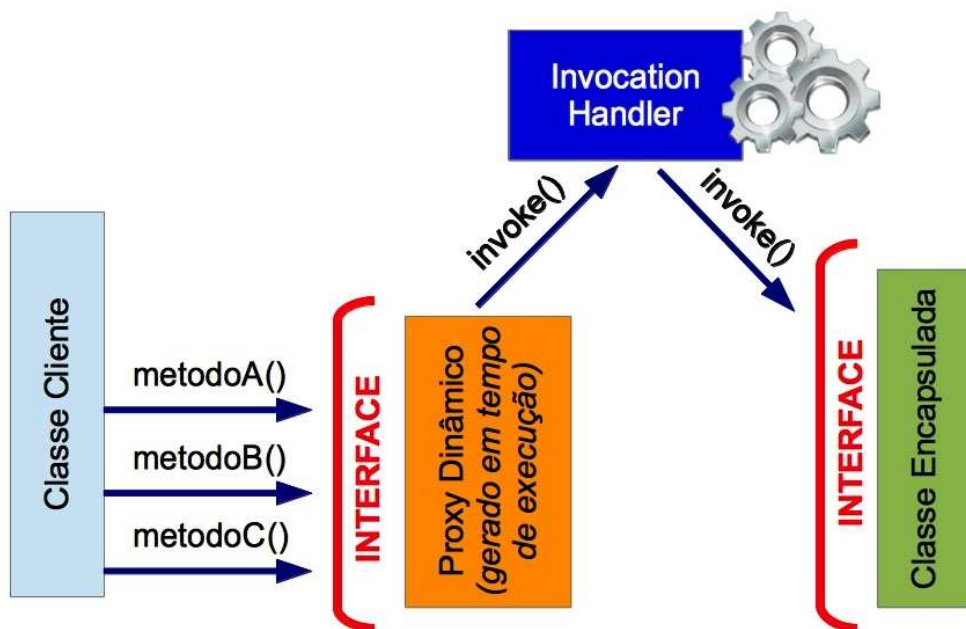 Invocation
Handler
invoke()
invoke()
Classe Cliente
metodoA()
metodoB()
metodoC()
INTERFACE
Proxy Dinâmico
(gerado em tempo
de execução)
INTERFACE
Classe Encapsulada